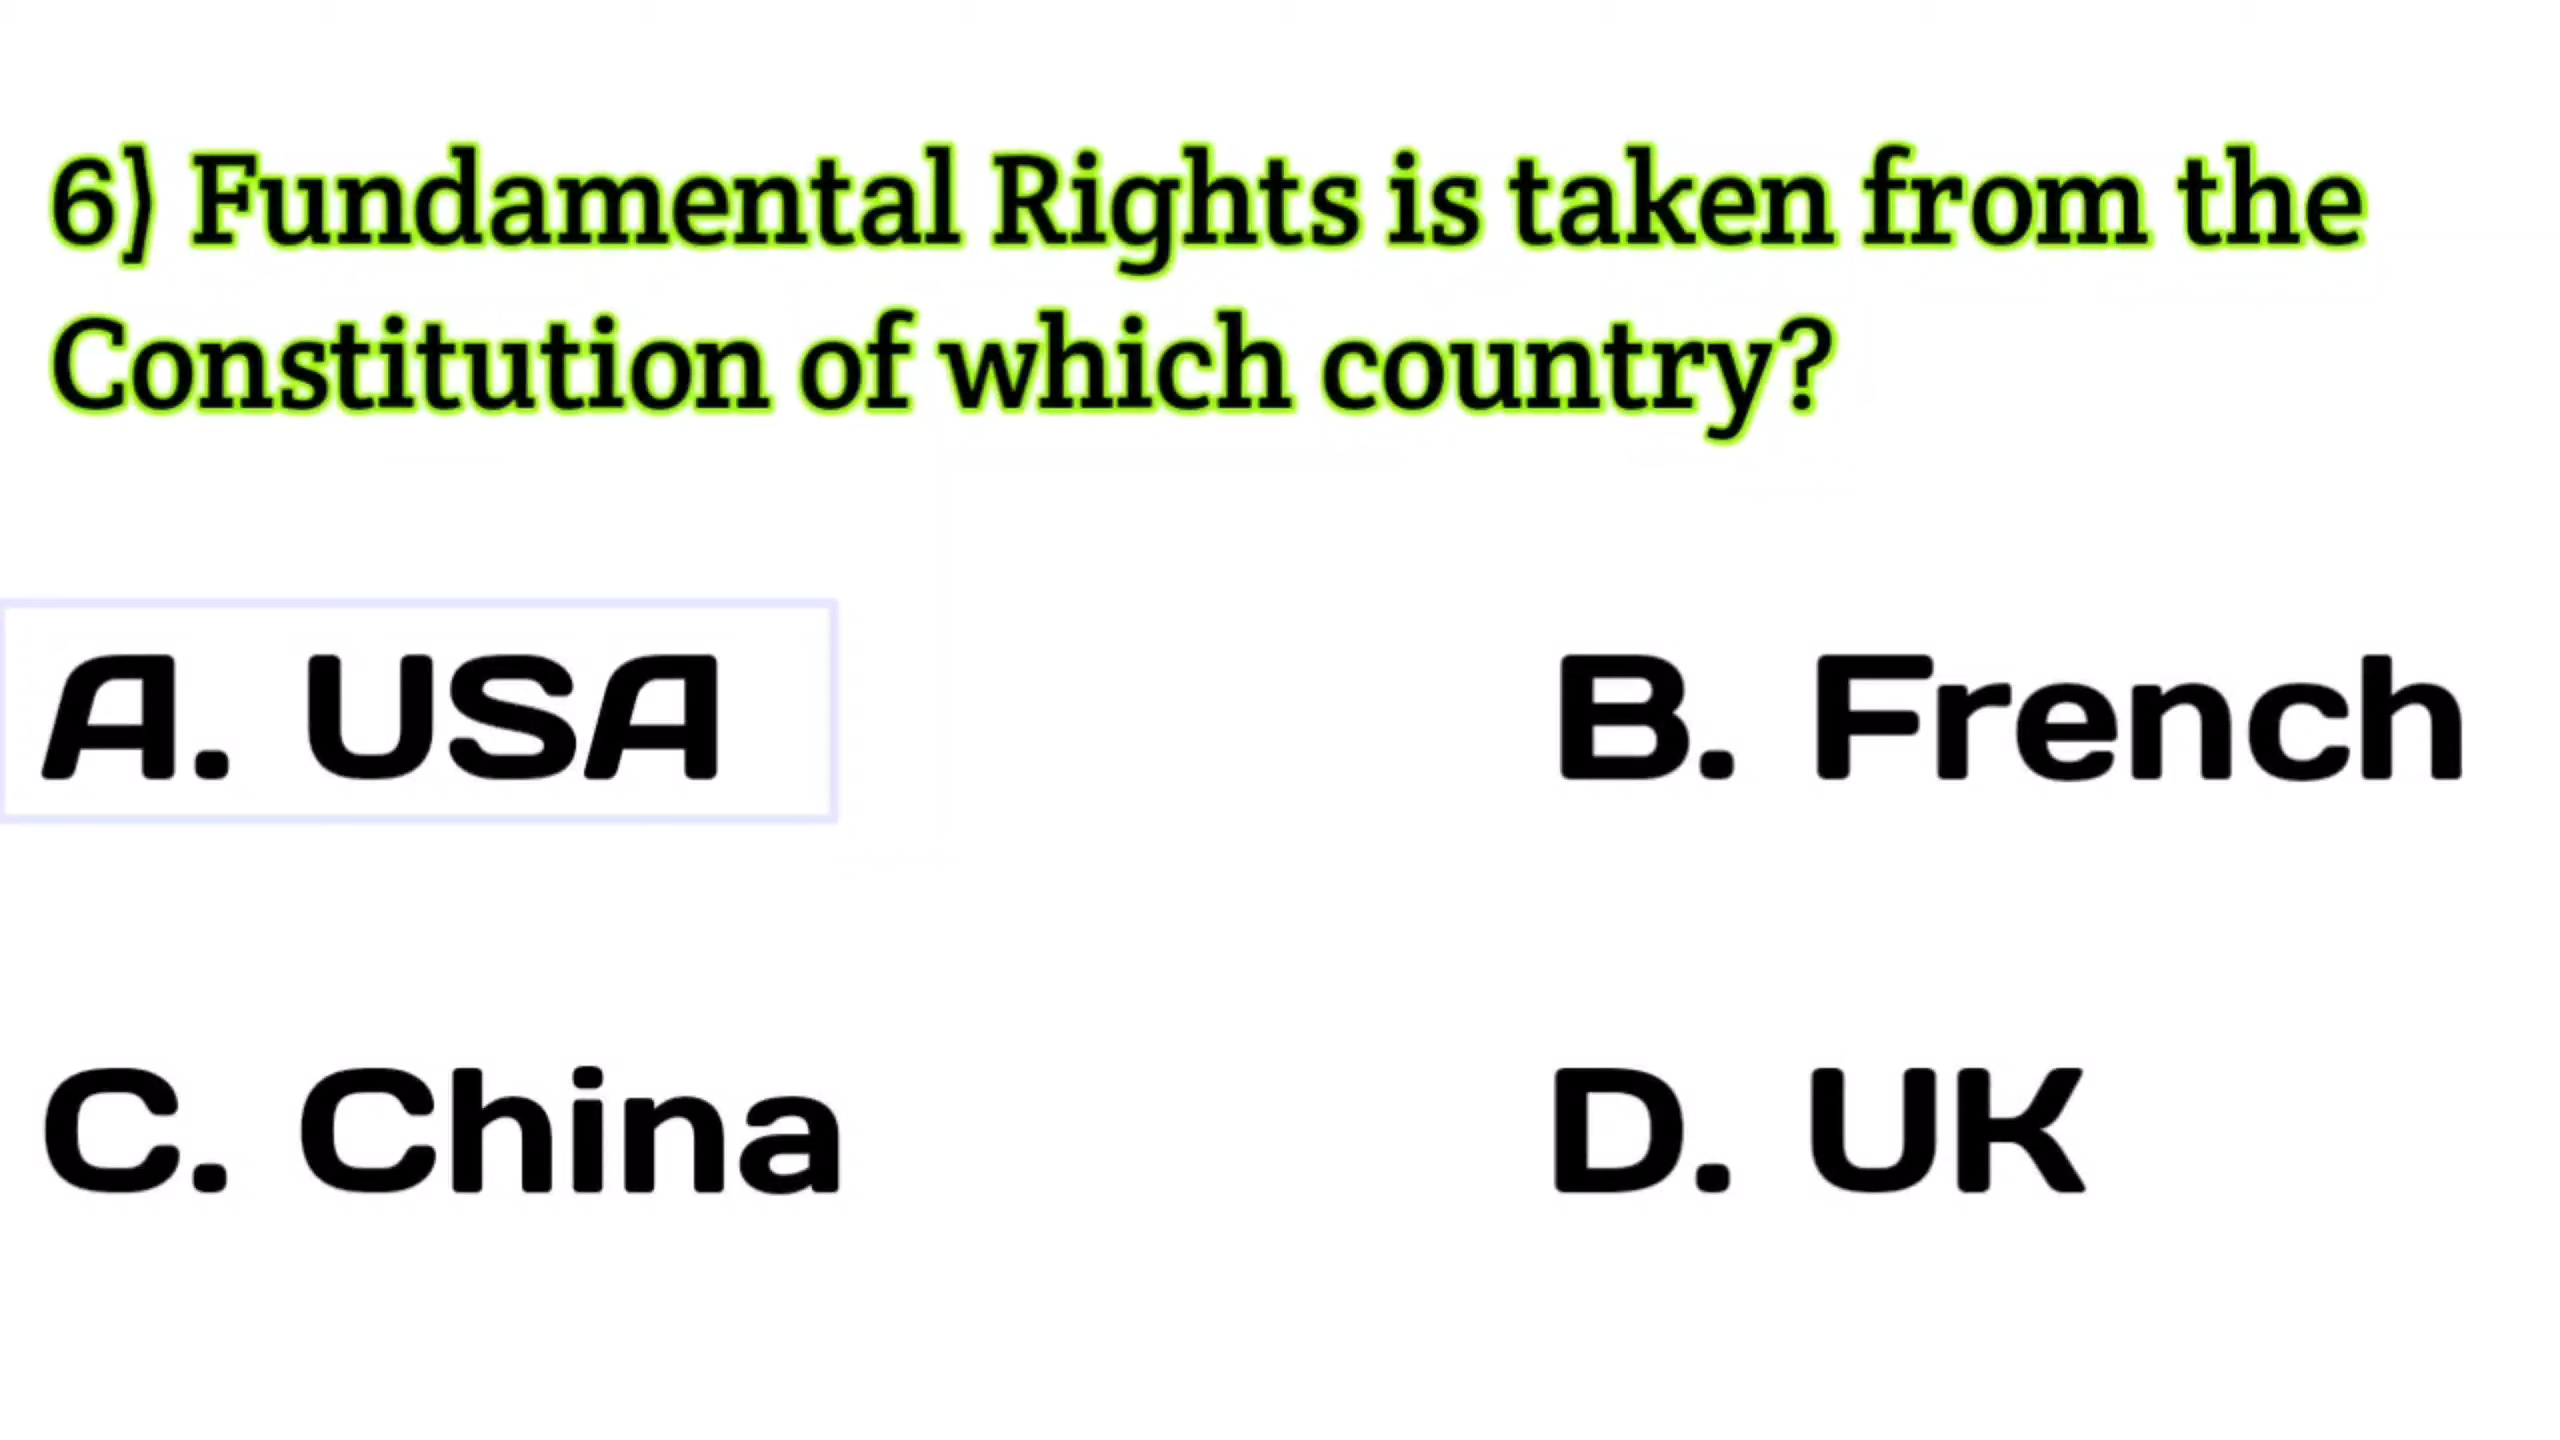 6) Fundamental Rights is taken from the
Constitution of which country?
A. USA
B. French
C. China
D. UK